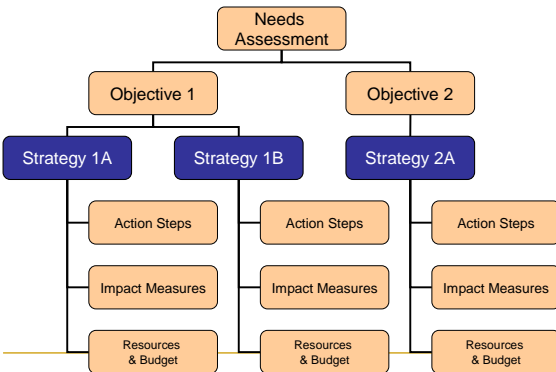 Needs
Assessment
Objective 1
Objective 2
Strategy 1A
Strategy 1B
Strategy 2A
Action Steps
Action Steps
Action Steps
Impact Measures
Impact Measures
Impact Measures
Resources
& Budget
Resources
& Budget
Resources
& Budget